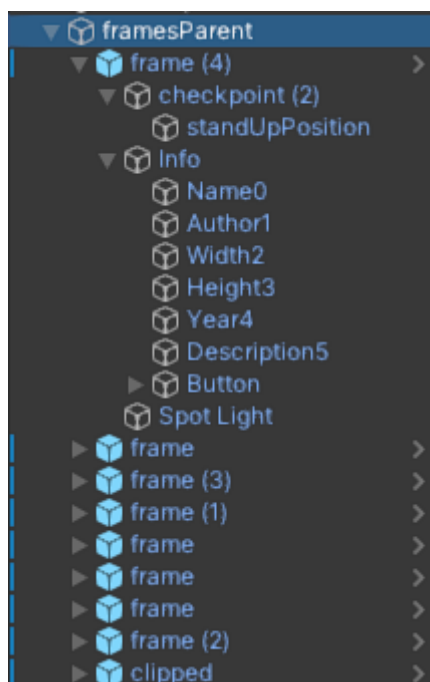 framesParent
frame (4)
checkpoint (2)
standUpPosition
Info
Name0
Author1
Width2
Height3
Year4
Description5
Button
Spot Light
frame
frame (3)
frame (1)
frame
frame
frame
frame (2)
clipped